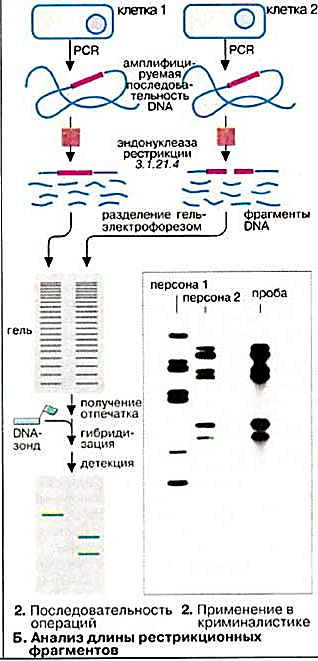 клетка 1
клетка 2
PCR
PCR
амплифици-
руемая
последова-
тельность
DNA
эндонуклеаза
рестрикции
3.1.21.4
разделение гель-
электрофорезом
фрагменты
DNA
гель
персона 1
персона 2
проба
получение
отпечатка
DNA-
зонд
гибриди-
зация
детекция
2. Последовательность
операций
2. Применение в
криминалистике
Б. Анализ длины рестрикционных
фрагментов